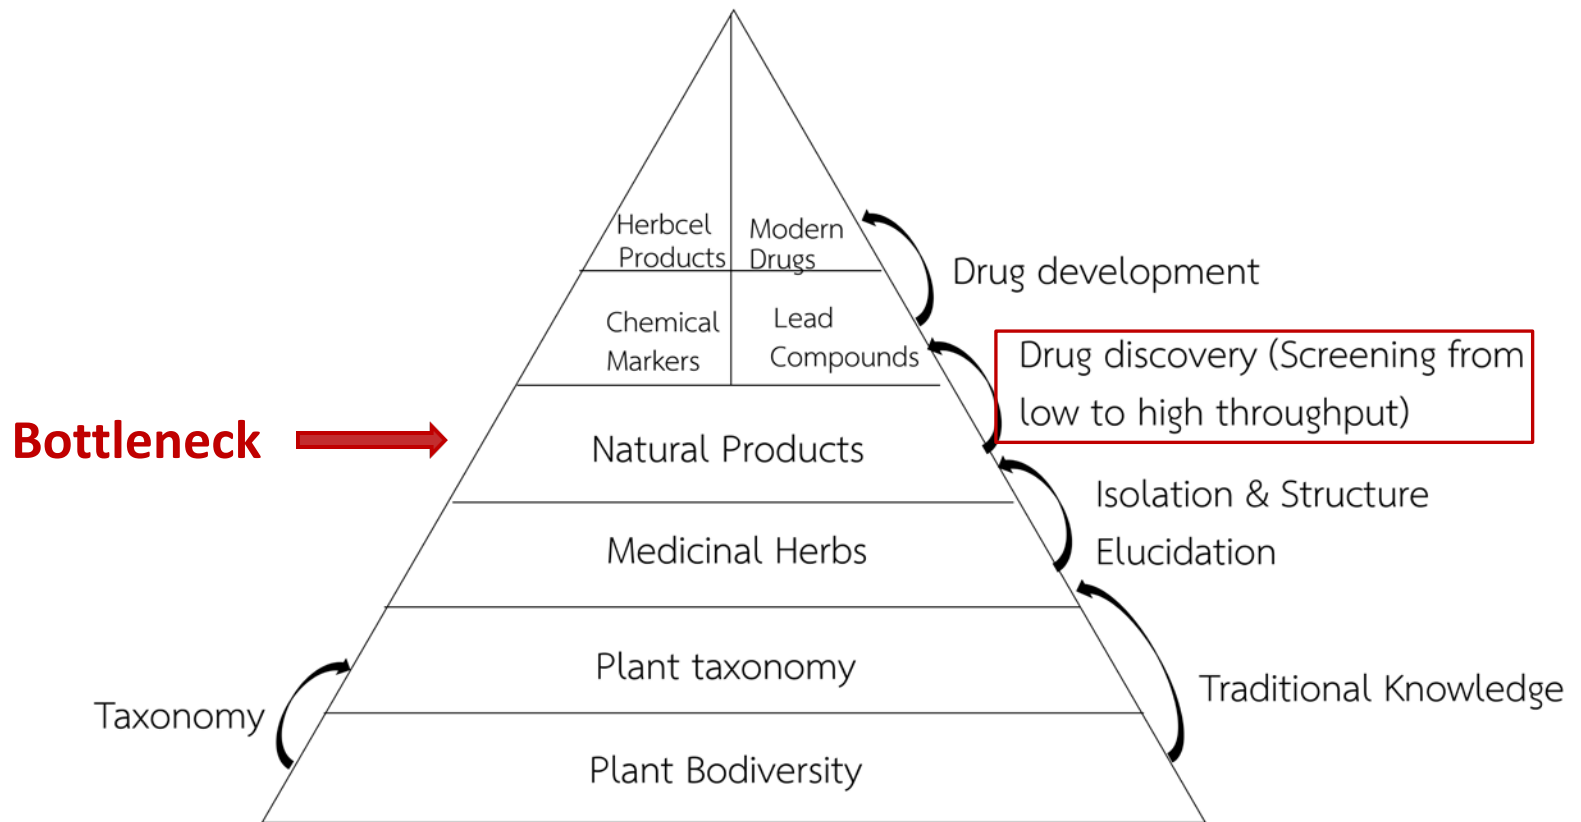 Herbcel
Products
Modern
Drugs
Drug development
Chemical
Markers
Lead
Compounds
Drug discovery (Screening from
low to high throughput)
Bottleneck
Natural Products
Isolation & Structure
Elucidation
Medicinal Herbs
Plant taxonomy
Traditional Knowledge
Taxonomy
Plant Bodiversity